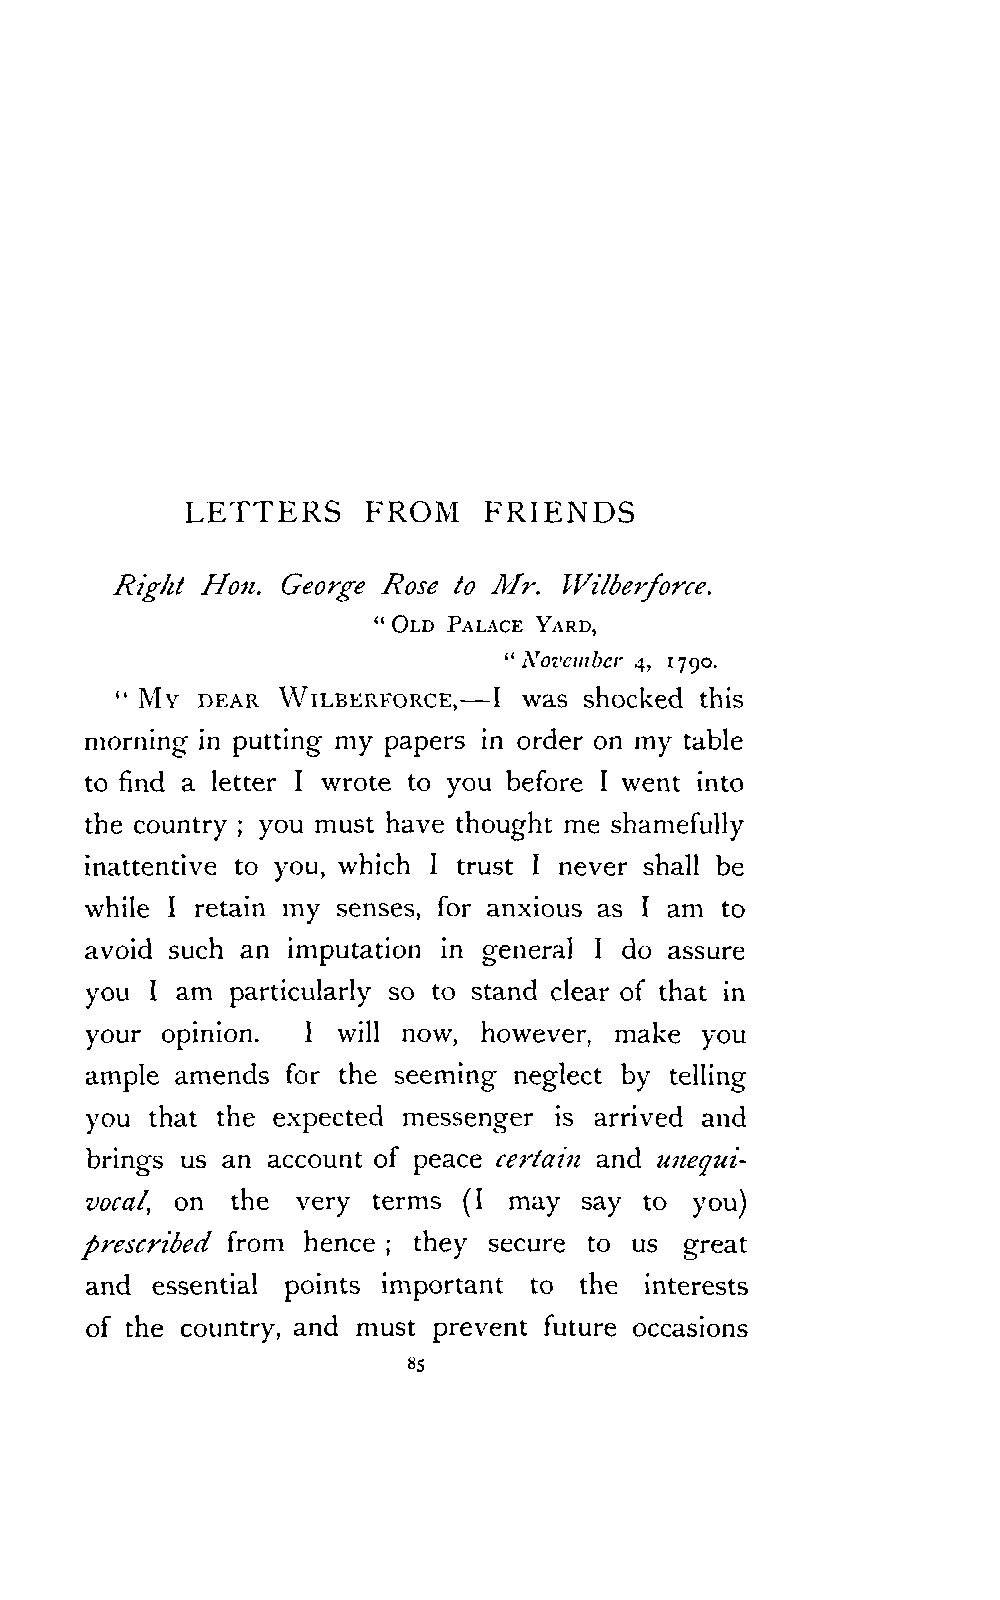 LETTERS FROM FRIENDS
Right Hon. George Rose to Mr. Wilberforce.
"OLD PALACE YARD,
"November 4, 1790.
"MY DEAR WILBERFORCE,—I was shocked this
morning in putting my papers in order on my table
to find a letter I wrote to you before I went into
the country ; you must have thought me shamefully
inattentive to you, which I trust I never shall be
while I retain my senses, for anxious as I am to
avoid such an imputation in general I do assure
you I am particularly so to stand clear of that in
your opinion. I will now, however, make you
ample amends for the seeming neglect by telling
you that the expected messenger is arrived and
brings us an account of peace certain and unequi-
vocal, on the very terms (I may say to you)
prescribed from hence ; they secure to us great
and essential points important to the interests
of the country, and must prevent future occasions
85